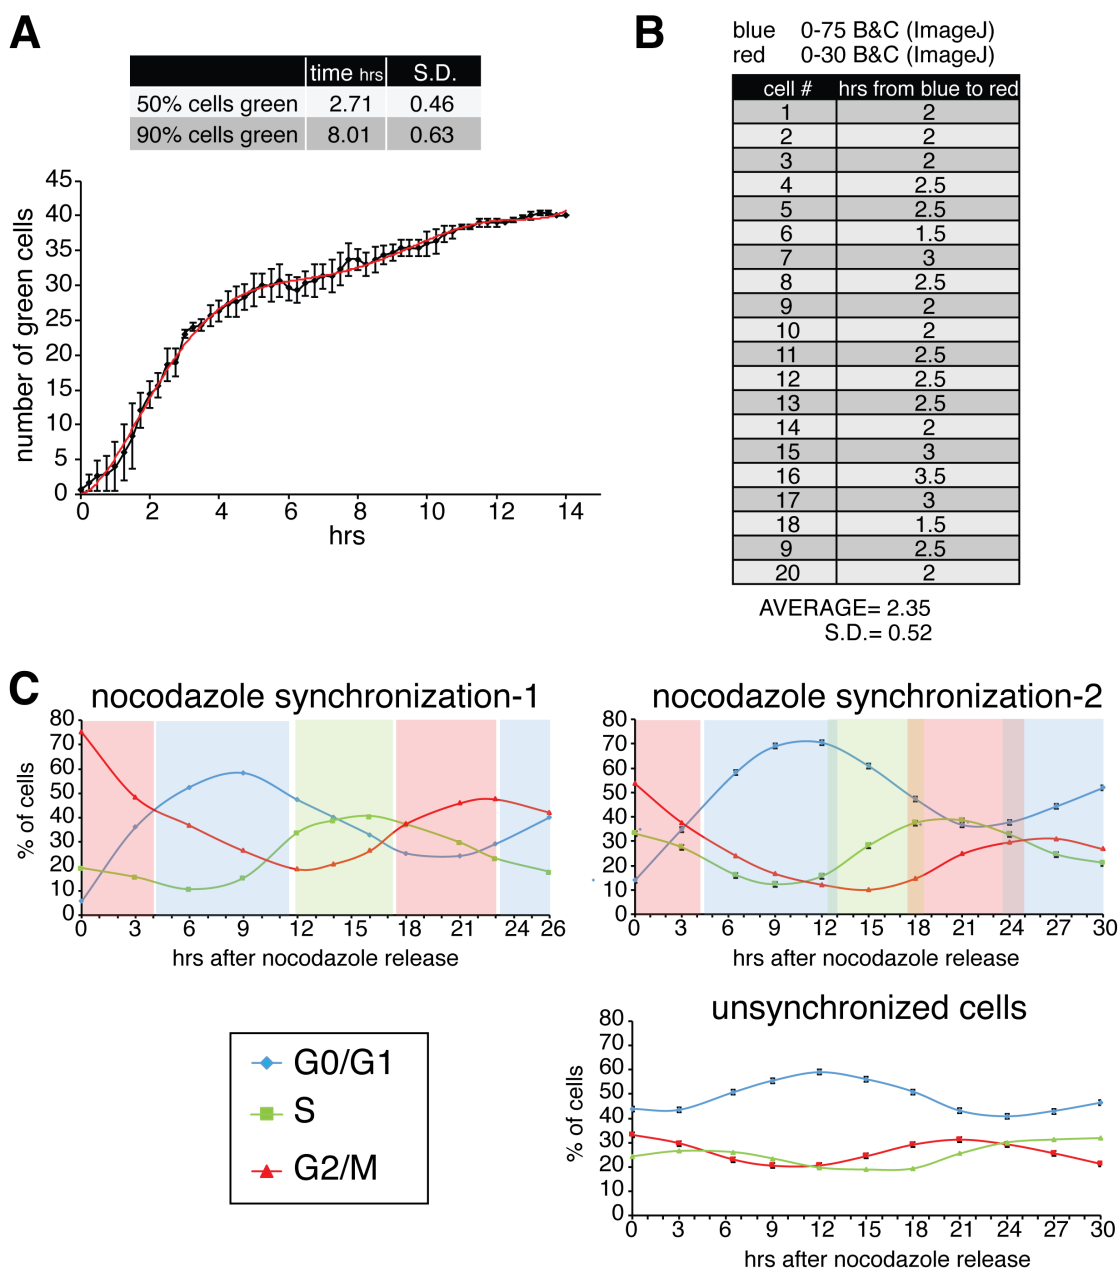 A
time hrs S.D.
50% cells green 2.71 0.46
90% cells green 8.01 0.63
number of green cells
45
40
35
30
25
20
15
10
5
0
0 2 4 6 8 10 12 14
hrs
B
blue 0-75 B&C (ImageJ)
red 0-30 B&C (ImageJ)
cell # hrs from blue to red
1 2
2 2
3 2
4 2.5
5 2.5
6 1.5
7 3
8 2.5
9 2
10 2
11 2.5
12 2.5
13 2.5
14 2
15 3
16 3.5
17 3
18 1.5
9 2.5
20 2
AVERAGE= 2.35
S.D.= 0.52
C
nocodazole synchronization-1
% of cells
80
70
60
50
40
30
20
10
0
0 3 6 9 12 15 18 21 24 26
hrs after nocodazole release
nocodazole synchronization-2
% of cells
80
70
60
50
40
30
20
10
0
0 3 6 9 12 15 18 21 24 27 30
hrs after nocodazole release
G0/G1
S
G2/M
unsynchronized cells
% of cells
80
70
60
50
40
30
20
10
0
0 3 6 9 12 15 18 21 24 27 30
hrs after nocodazole release